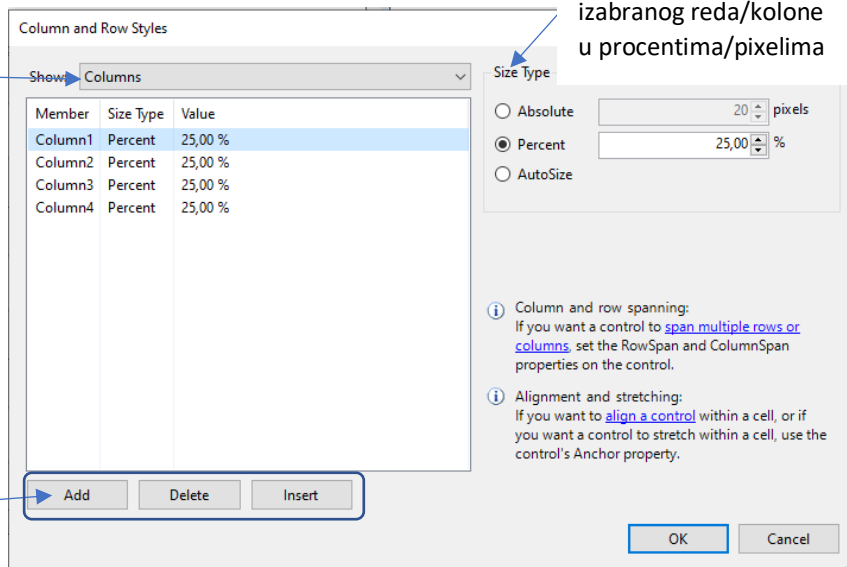 izabranog reda/kolone
u procentima/pixelima
Column and Row Styles
Show: Columns
Size Type
Member Size Type Value
Column1 Percent 25,00 %
Column2 Percent 25,00 %
Column3 Percent 25,00 %
Column4 Percent 25,00 %
Absolute 20 pixels
Percent 25,00 %
AutoSize
Column and row spanning:
If you want a control to span multiple rows or
columns, set the RowSpan and ColumnSpan
properties on the control.
Alignment and stretching:
If you want to align a control within a cell, or if
you want a control to stretch within a cell, use the
control's Anchor property.
Add Delete Insert
OK Cancel